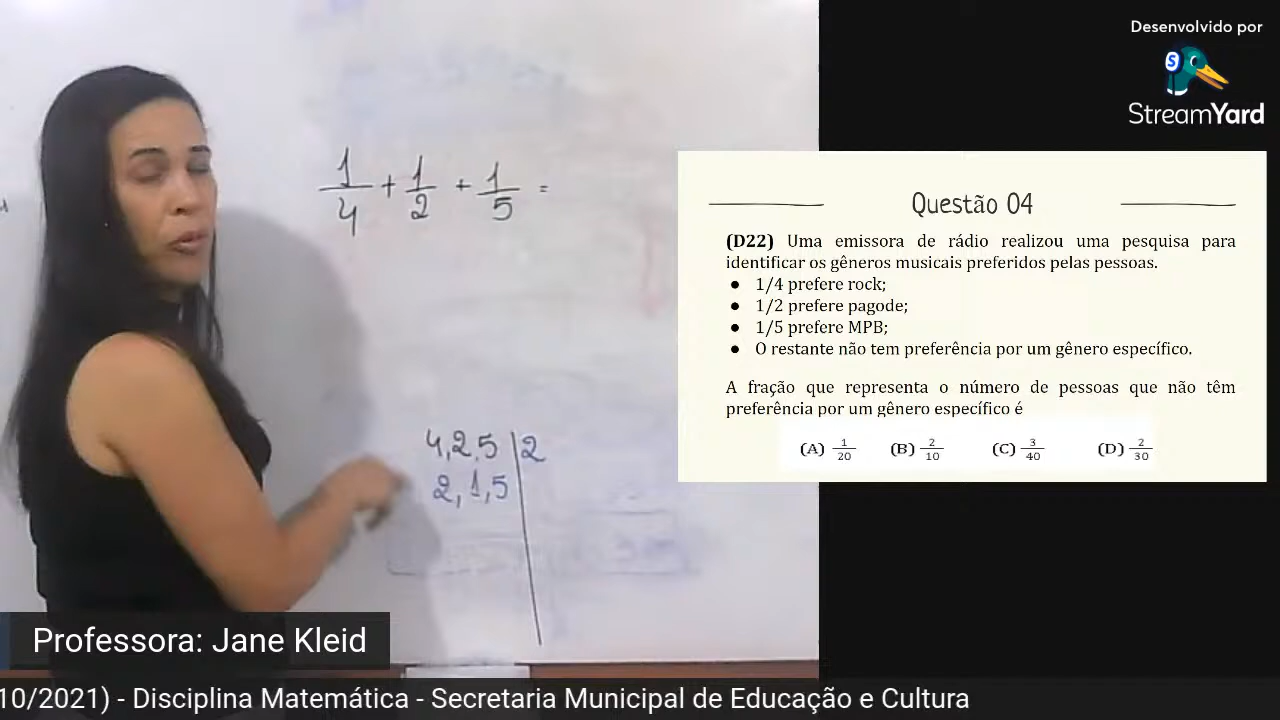 Desenvolvido por
StreamYard
1/4 + 1/2 + 1/5 =
Questão 04
(D22) Uma emissora de rádio realizou uma pesquisa para
identificar os gêneros musicais preferidos pelas pessoas.
● 1/4 prefere rock;
● 1/2 prefere pagode;
● 1/5 prefere MPB;
● O restante não tem preferência por um gênero específico.
A fração que representa o número de pessoas que não têm
preferência por um gênero específico é
(A) 1/20 (B) 2/10 (C) 3/40 (D) 2/30
4,2,5 | 2
2,1,5
Professora: Jane Kleid
10/2021) - Disciplina Matemática - Secretaria Municipal de Educação e Cultura